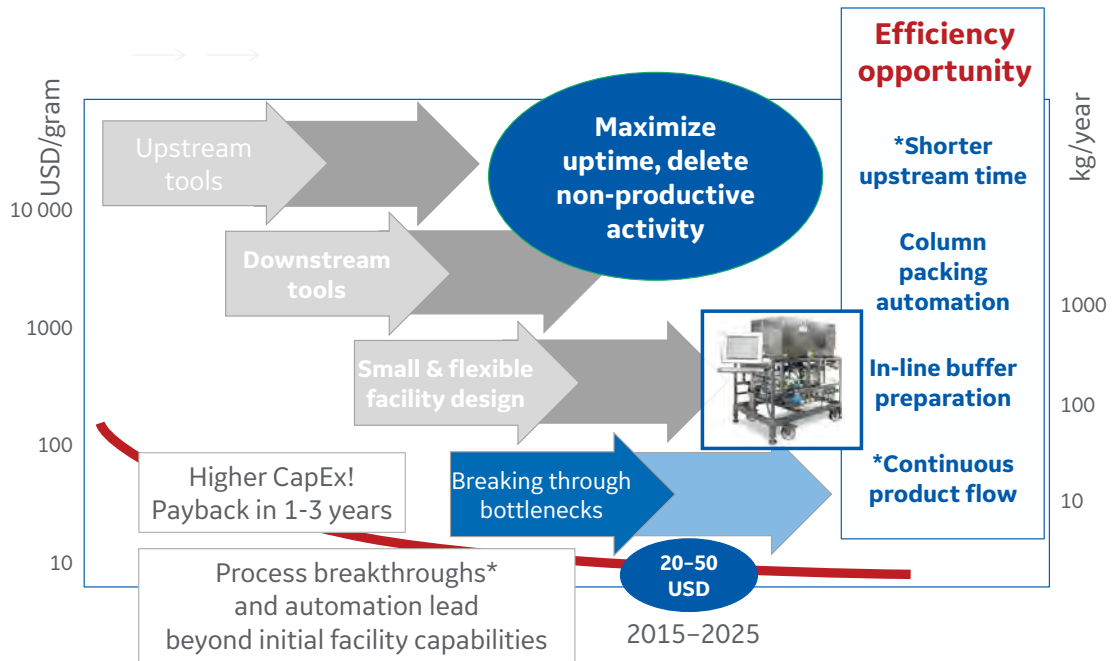 Efficiency
opportunity
USD/gram
10 000
1000
100
10
Upstream
tools
Downstream
tools
Small & flexible
facility design
Breaking through
bottlenecks
Maximize
uptime, delete
non-productive
activity
*Shorter
upstream time
Column
packing
automation
In-line buffer
preparation
*Continuous
product flow
kg/year
1000
100
10
Higher CapEx!
Payback in 1-3 years
Process breakthroughs*
and automation lead
beyond initial facility capabilities
20–50
USD
2015–2025